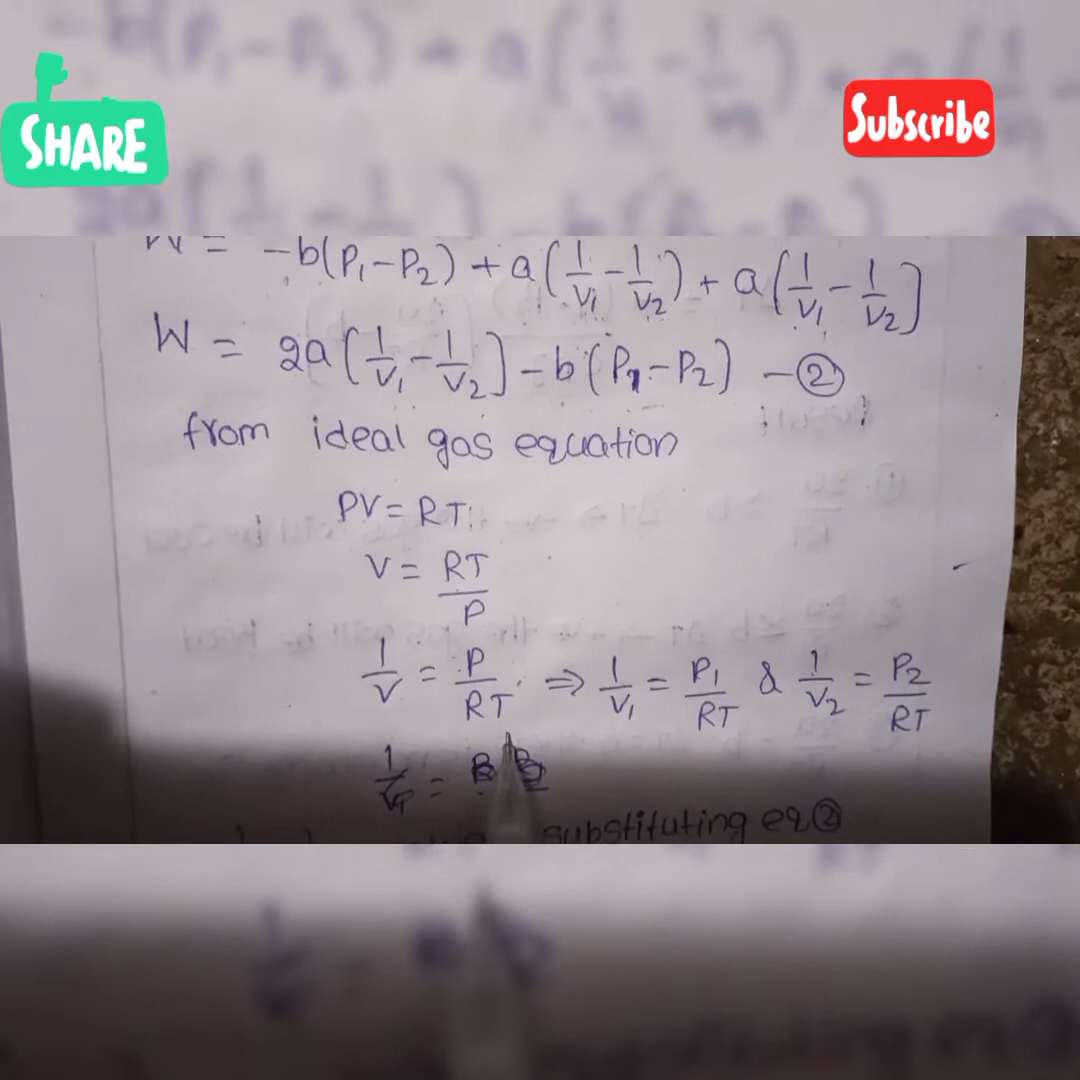 SHARE
Subscribe
W = -b(P₁-P₂) + a(1/V₁ - 1/V₂) + a(1/V₁ - 1/V₂]
W = 2a(1/V₁ - 1/V₂] - b(P₁-P₂) -②
from ideal gas equation
PV = RT
V = RT/P
1/V = P/RT ⇒ 1/V₁ = P₁/RT & 1/V₂ = P₂/RT
1/V =
substituting eq②